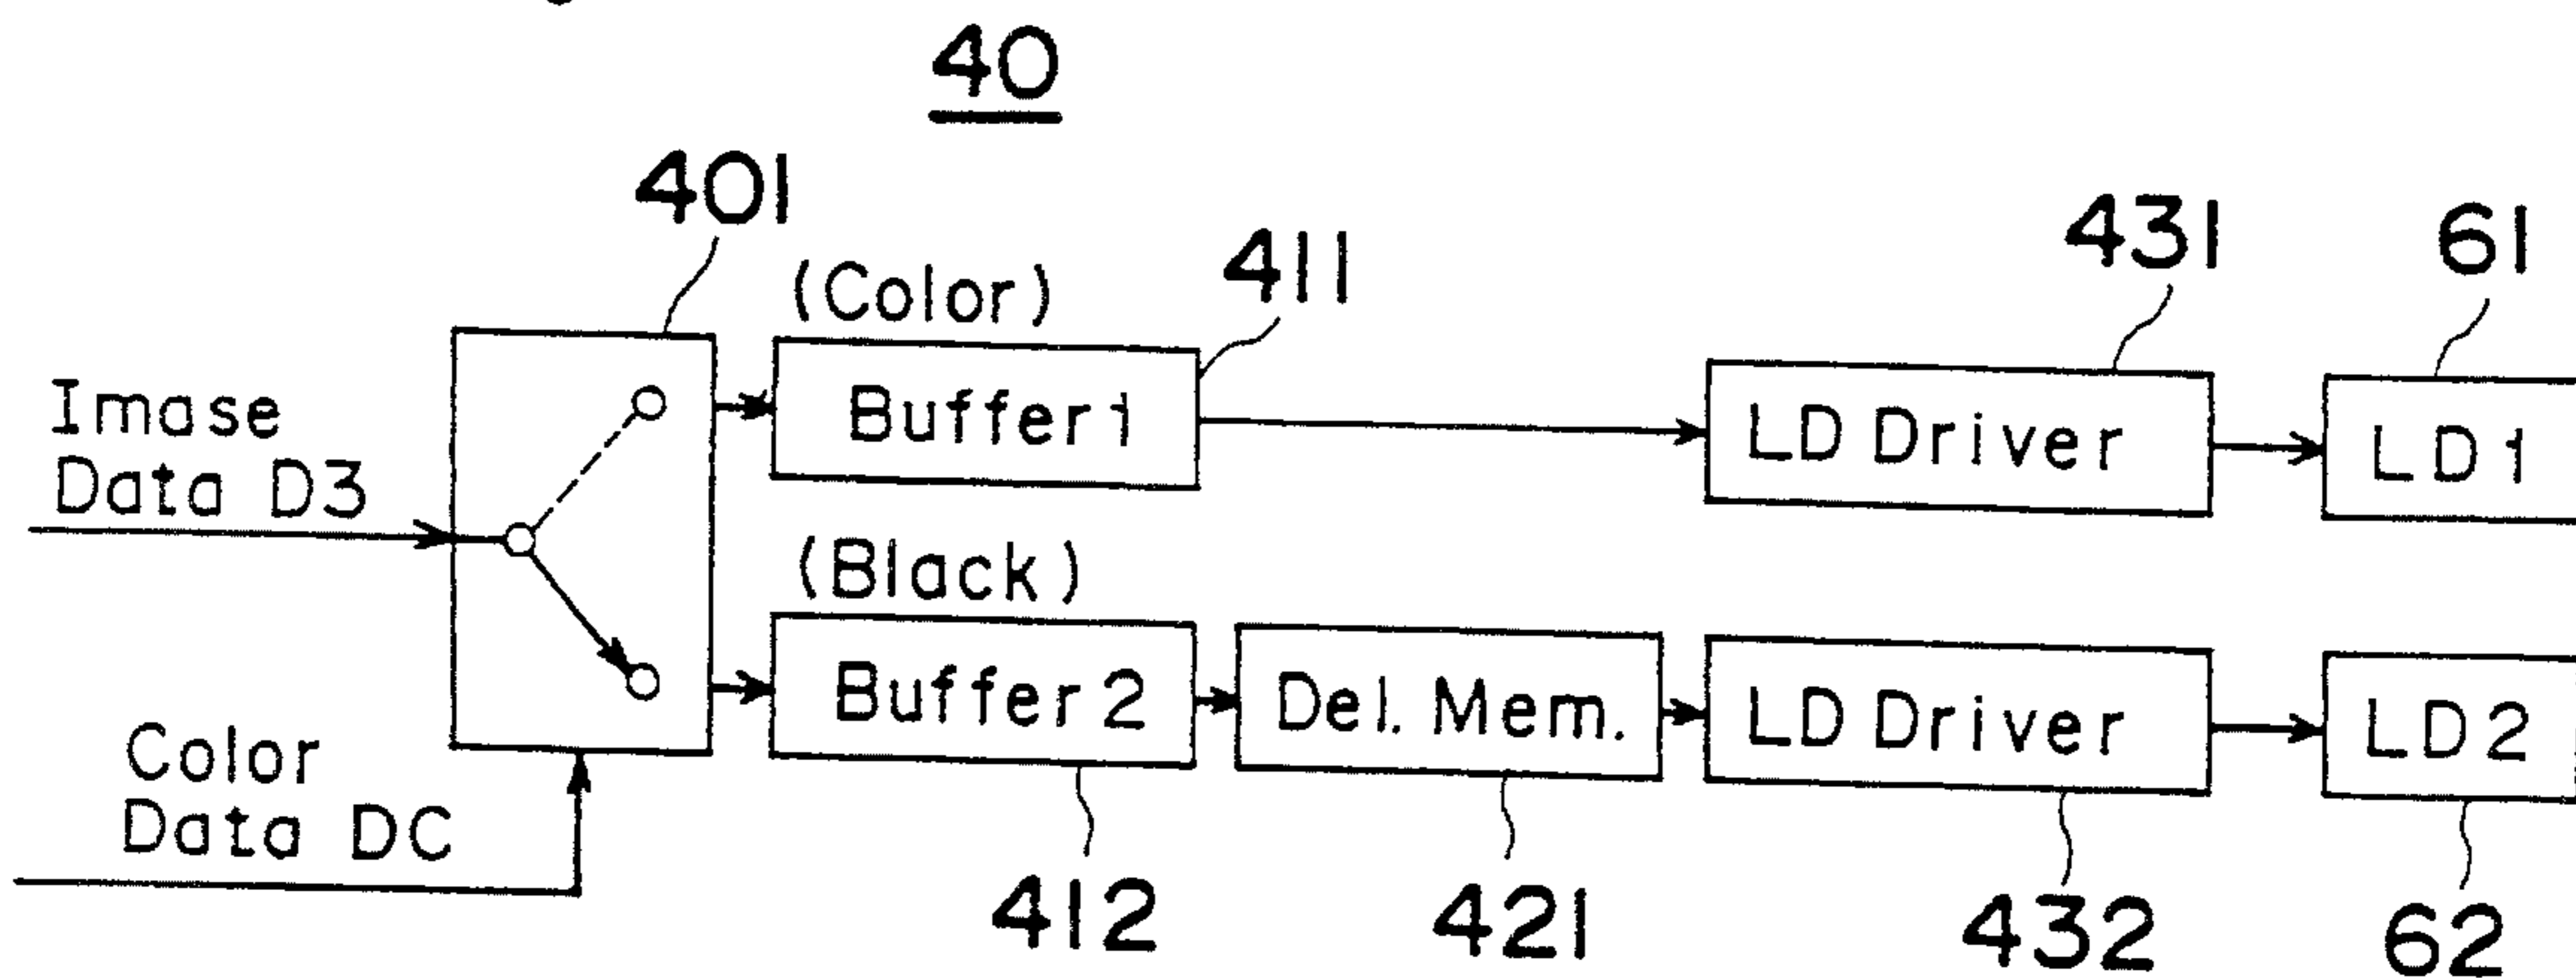 40
401
(Color)
411
431
61
Imase
Data D3
Buffer1
LD Driver
LD1
(Black)
Buffer2
Del. Mem.
LD Driver
LD2
Color
Data DC
412
421
432
62